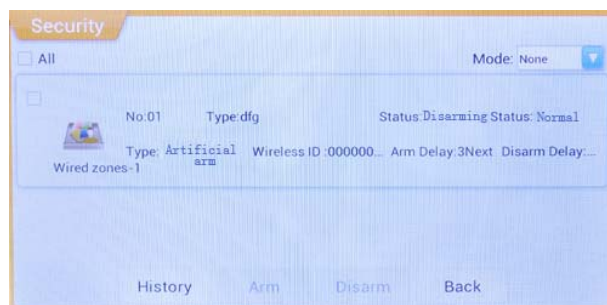 Security
All
Mode: None
No:01 Type:dfg Status:Disarming Status: Normal
Type: Artificial arm Wireless ID :000000... Arm Delay:3Next Disarm Delay:...
Wired zones-1
History Arm Disarm Back